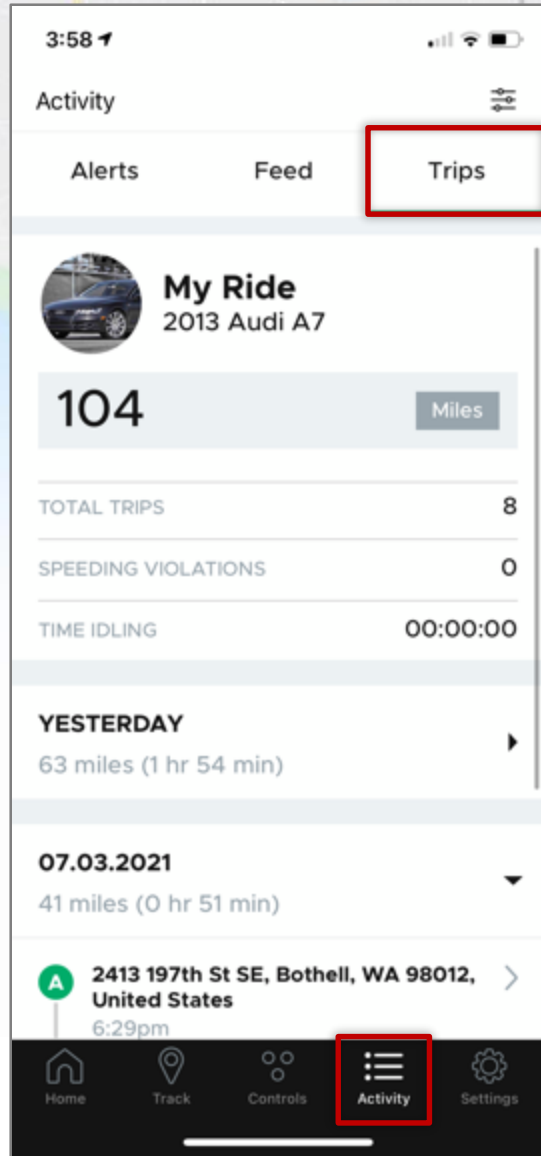 3:58
Activity
Alerts Feed Trips
My Ride
2013 Audi A7
104 Miles
TOTAL TRIPS 8
SPEEDING VIOLATIONS 0
TIME IDLING 00:00:00
YESTERDAY
63 miles (1 hr 54 min)
07.03.2021
41 miles (0 hr 51 min)
A 2413 197th St SE, Bothell, WA 98012,
United States
6:29pm
Home Track Controls Activity Settings